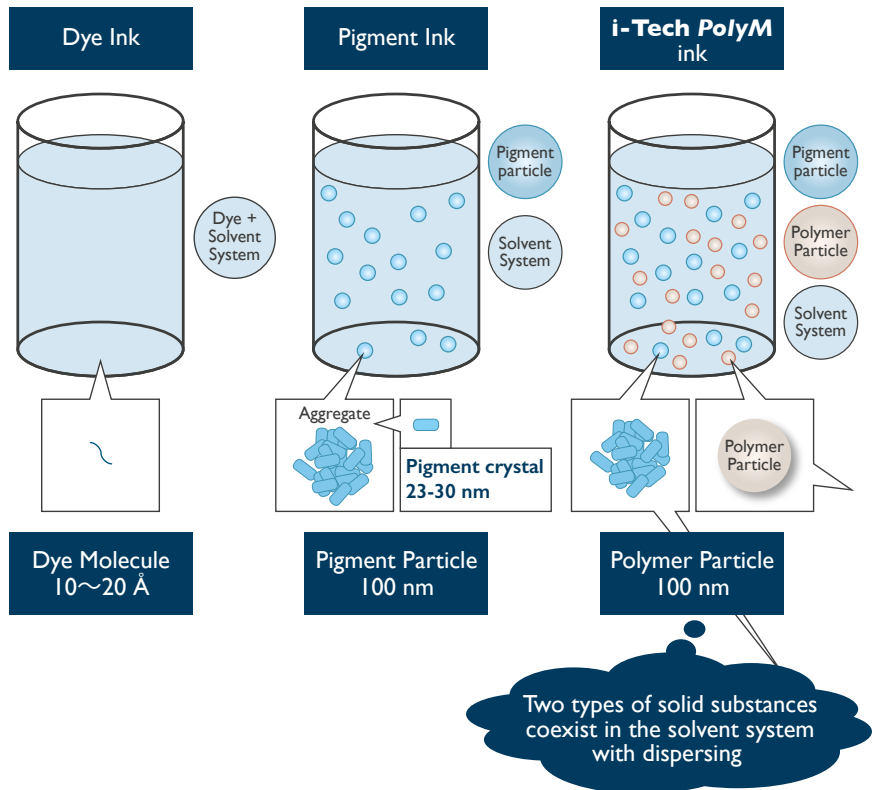 Dye Ink
Dye +
Solvent
System
Dye Molecule
10～20 Å
Pigment Ink
Pigment
particle
Solvent
System
Aggregate
Pigment crystal
23-30 nm
Pigment Particle
100 nm
i-Tech PolyM
ink
Pigment
particle
Polymer
Particle
Solvent
System
Polymer
Particle
Polymer Particle
100 nm
Two types of solid substances
coexist in the solvent system
with dispersing